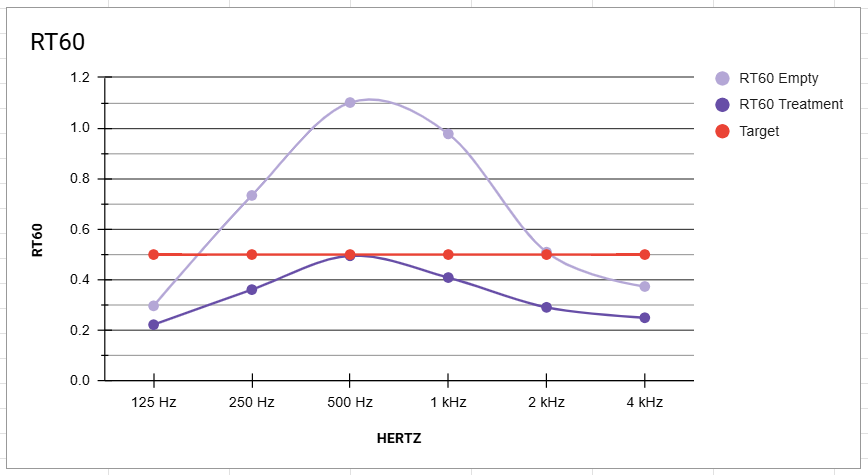 RT60
RT60 Empty
RT60 Treatment
Target
1.2
1.0
0.8
0.6
0.4
0.2
0.0
RT60
125 Hz 250 Hz 500 Hz 1 kHz 2 kHz 4 kHz
HERTZ